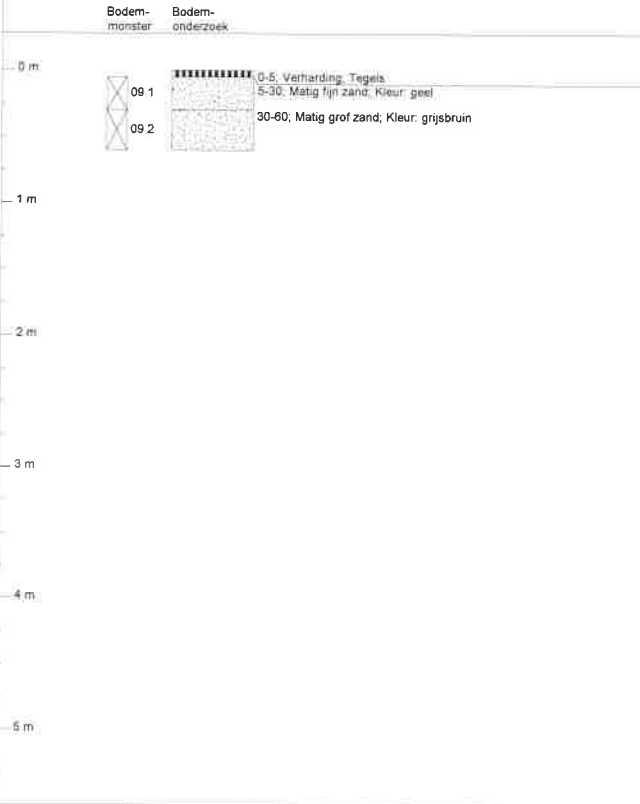 Bodem- Bodem-
monster onderzoek
0 m
0-5; Verharding; Tegels
09.1 5-30; Matig fijn zand; Kleur: geel
30-60; Matig grof zand; Kleur: grijsbruin
09.2
1 m
2 m
3 m
4 m
5 m